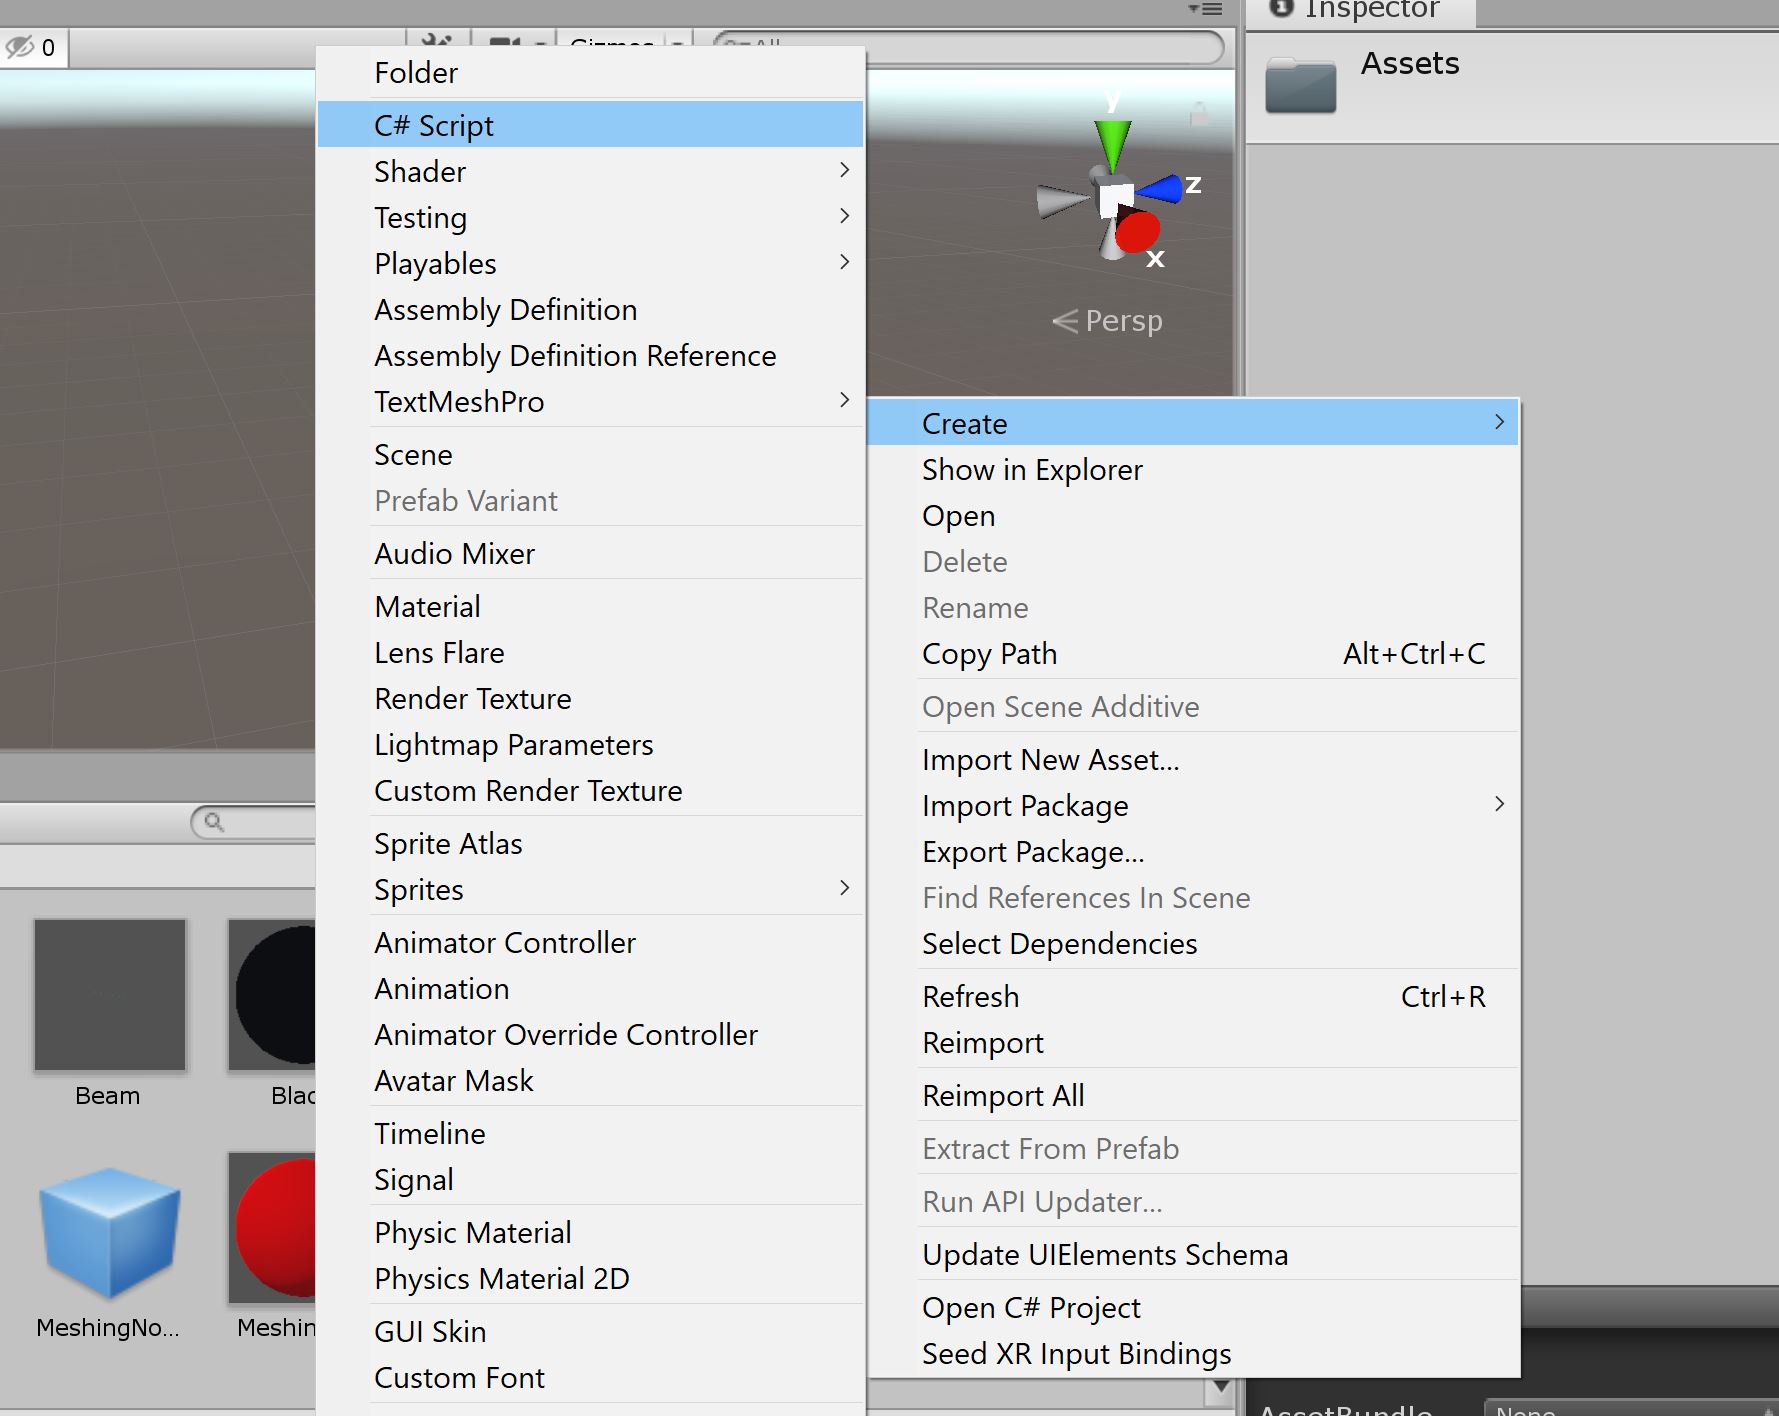 0
Gizmos
All
Inspector
Assets
y
z
x
Persp
Folder
C# Script
Shader
Testing
Playables
Assembly Definition
Assembly Definition Reference
TextMeshPro
Scene
Prefab Variant
Audio Mixer
Material
Lens Flare
Render Texture
Lightmap Parameters
Custom Render Texture
Sprite Atlas
Sprites
Animator Controller
Animation
Animator Override Controller
Avatar Mask
Timeline
Signal
Physic Material
Physics Material 2D
GUI Skin
Custom Font
Create
Show in Explorer
Open
Delete
Rename
Copy Path Alt+Ctrl+C
Open Scene Additive
Import New Asset...
Import Package
Export Package...
Find References In Scene
Select Dependencies
Refresh Ctrl+R
Reimport
Reimport All
Extract From Prefab
Run API Updater...
Update UIElements Schema
Open C# Project
Seed XR Input Bindings
Beam
Blac
MeshingNo...
Meshin
AssetBundle None